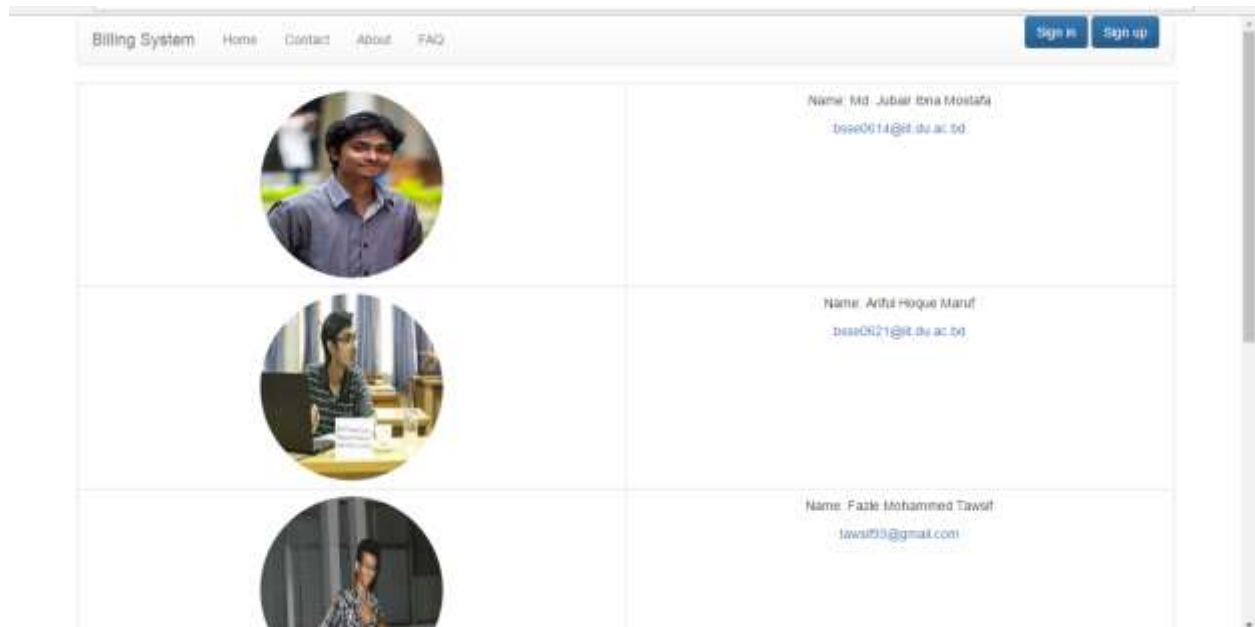 Billing System Home Contact About FAQ Sign in Sign up
Name: Md. Jubair Ibna Mostafa
bsse0614@iit.du.ac.bd
Name: Ariful Hoque Maruf
bsse0621@iit.du.ac.bd
Name: Fazle Mohammed Tawsif
tawsif93@gmail.com